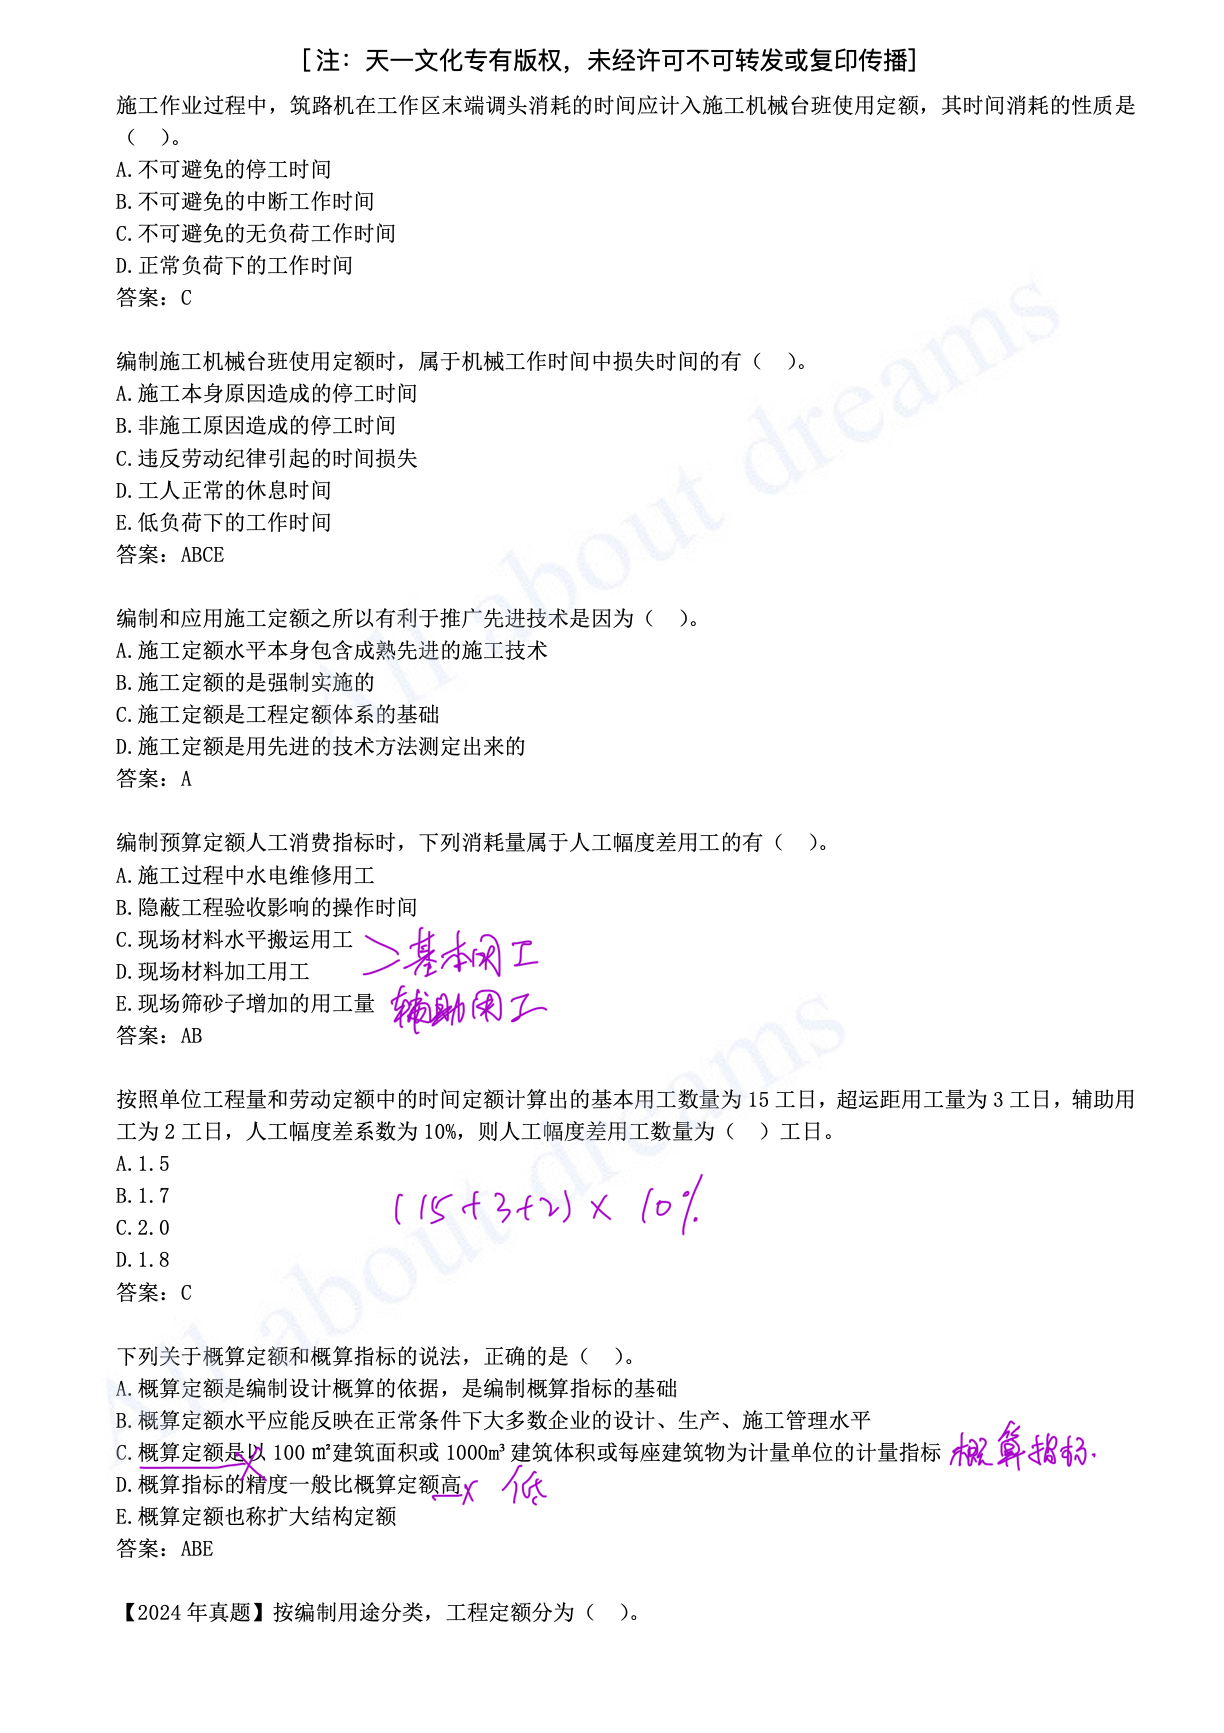 [注：天一文化专有版权，未经许可不可转发或复印传播]
施工作业过程中，筑路机在工作区末端调头消耗的时间应计入施工机械台班使用定额，其时间消耗的性质是
（ ）。
A.不可避免的停工时间
B.不可避免的中断工作时间
C.不可避免的无负荷工作时间
D.正常负荷下的工作时间
答案：C
编制施工机械台班使用定额时，属于机械工作时间中损失时间的有（ ）。
A.施工本身原因造成的停工时间
B.非施工原因造成的停工时间
C.违反劳动纪律引起的时间损失
D.工人正常的休息时间
E.低负荷下的工作时间
答案：ABCE
编制和应用施工定额之所以有利于推广先进技术是因为（ ）。
A.施工定额水平本身包含成熟先进的施工技术
B.施工定额的是强制实施的
C.施工定额是工程定额体系的基础
D.施工定额是用先进的技术方法测定出来的
答案：A
编制预算定额人工消费指标时，下列消耗量属于人工幅度差用工的有（ ）。
A.施工过程中水电维修用工
B.隐蔽工程验收影响的操作时间
C.现场材料水平搬运用工
D.现场材料加工用工
基本用工
E.现场筛砂子增加的用工量 辅助用工
答案：AB
按照单位工程量和劳动定额中的时间定额计算出的基本用工数量为 15 工日，超运距用工量为 3 工日，辅助用
工为 2 工日，人工幅度差系数为 10%，则人工幅度差用工数量为（ ）工日。
A.1.5
B.1.7
(15+3+2) × 10%
C.2.0
D.1.8
答案：C
下列关于概算定额和概算指标的说法，正确的是（ ）。
A.概算定额是编制设计概算的依据，是编制概算指标的基础
B.概算定额水平应能反映在正常条件下大多数企业的设计、生产、施工管理水平
C.概算定额是以 100 ㎡建筑面积或 1000m³ 建筑体积或每座建筑物为计量单位的计量指标 概算指标.
D.概算指标的精度一般比概算定额高 x 低
E.概算定额也称扩大结构定额
答案：ABE
【2024 年真题】按编制用途分类，工程定额分为（ ）。
All about dreams
All about dreams